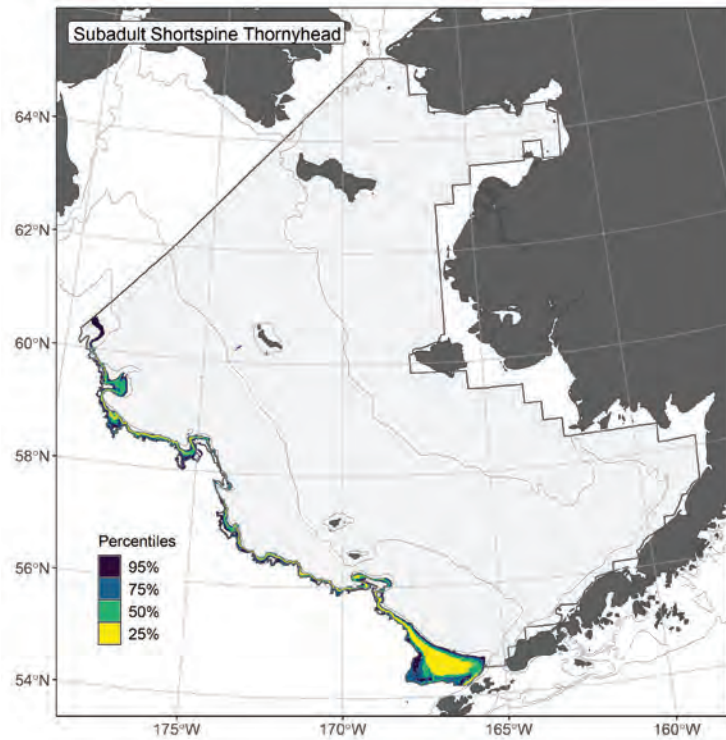 Subadult Shortspine Thornyhead
64°N
62°N
60°N
58°N
56°N
54°N
Percentiles
95%
75%
50%
25%
175°W
170°W
165°W
160°W